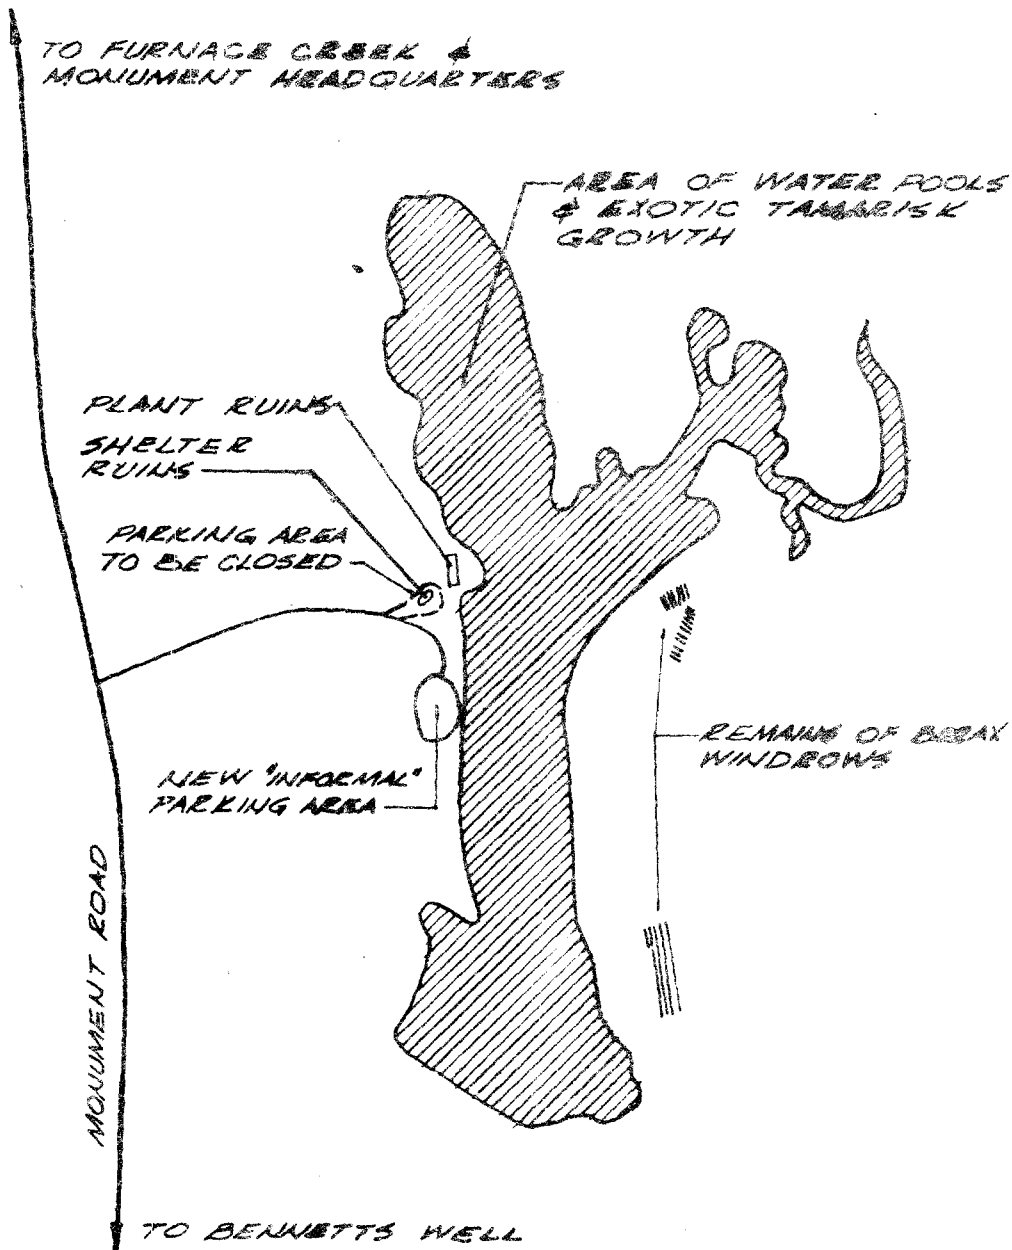 TO FURNACE CREEK &
MONUMENT HEADQUARTERS
AREA OF WATER POOLS
& EXOTIC TAMARISK
GROWTH
PLANT RUINS
SHELTER
RUINS
PARKING AREA
TO BE CLOSED
REMAINS OF BORAX
WINDROWS
NEW "INFORMAL"
PARKING AREA
MONUMENT ROAD
TO BENNETTS WELL